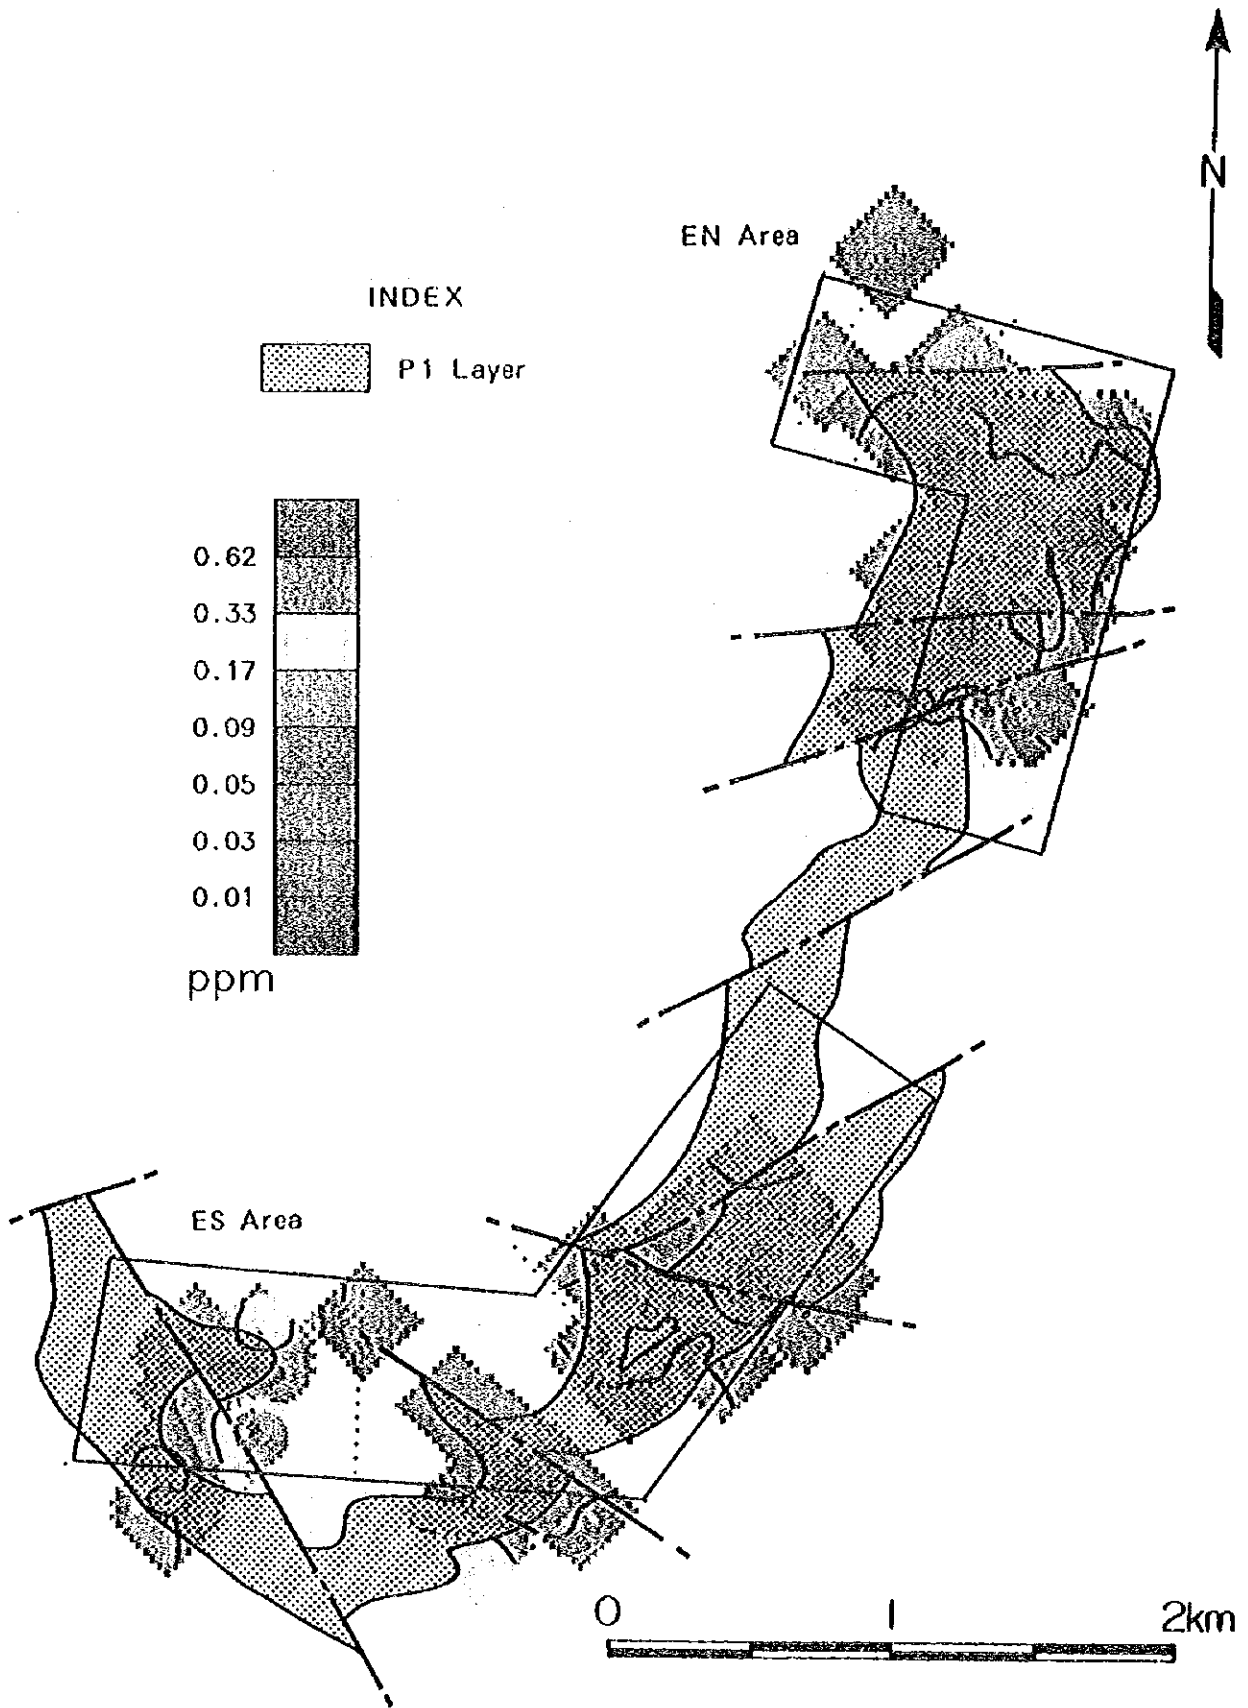 N
EN Area
INDEX
P1 Layer
0.62
0.33
0.17
0.09
0.05
0.03
0.01
ppm
ES Area
0 1 2km